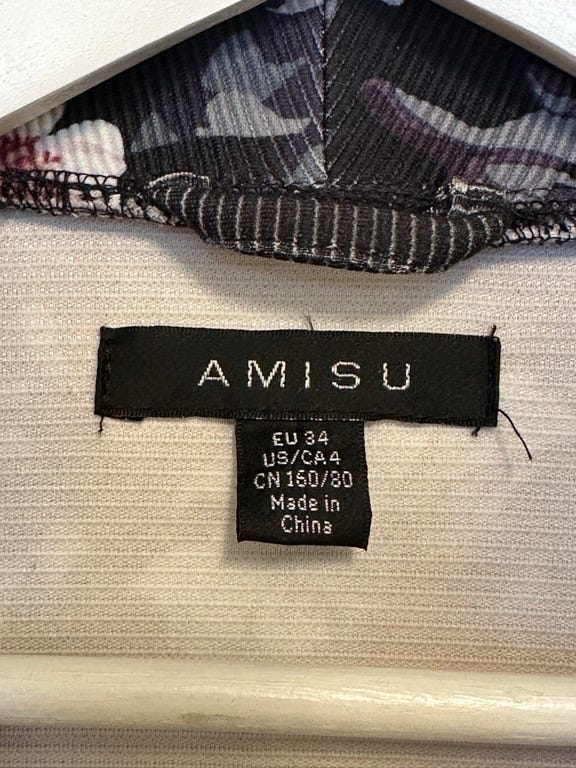 AMISU
EU 34
US/CA4
CN 160/80
Made in
China